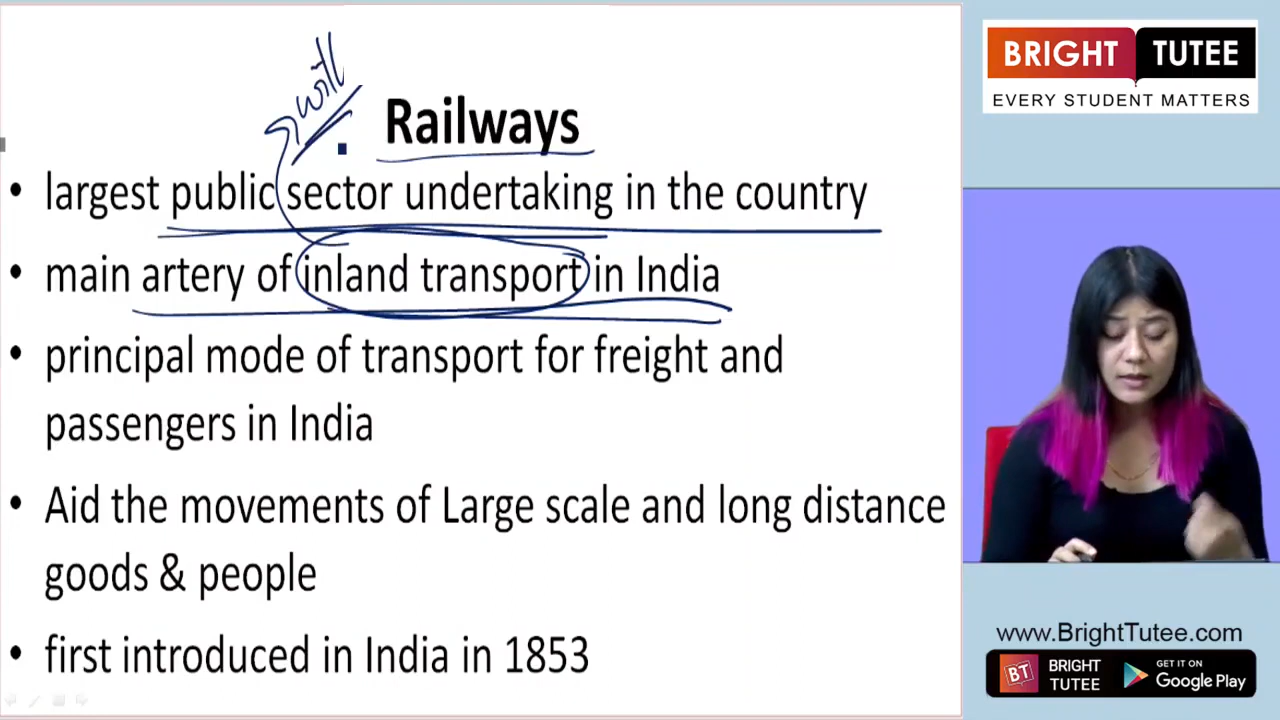 BRIGHT TUTEE
EVERY STUDENT MATTERS
Railways
• largest public sector undertaking in the country
• main artery of inland transport in India
• principal mode of transport for freight and
passengers in India
• Aid the movements of Large scale and long distance
goods & people
• first introduced in India in 1853
www.BrightTutee.com
BT
BRIGHT
TUTEE
GET IT ON
Google Play